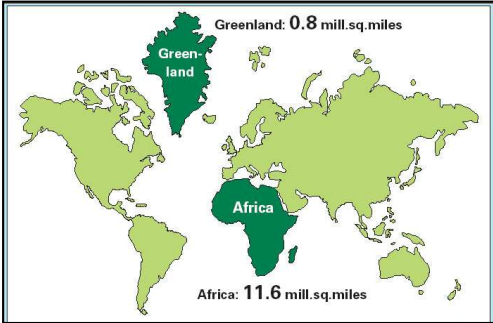 Greenland: 0.8 mill.sq.miles
Green-
land
Africa
Africa: 11.6 mill.sq.miles